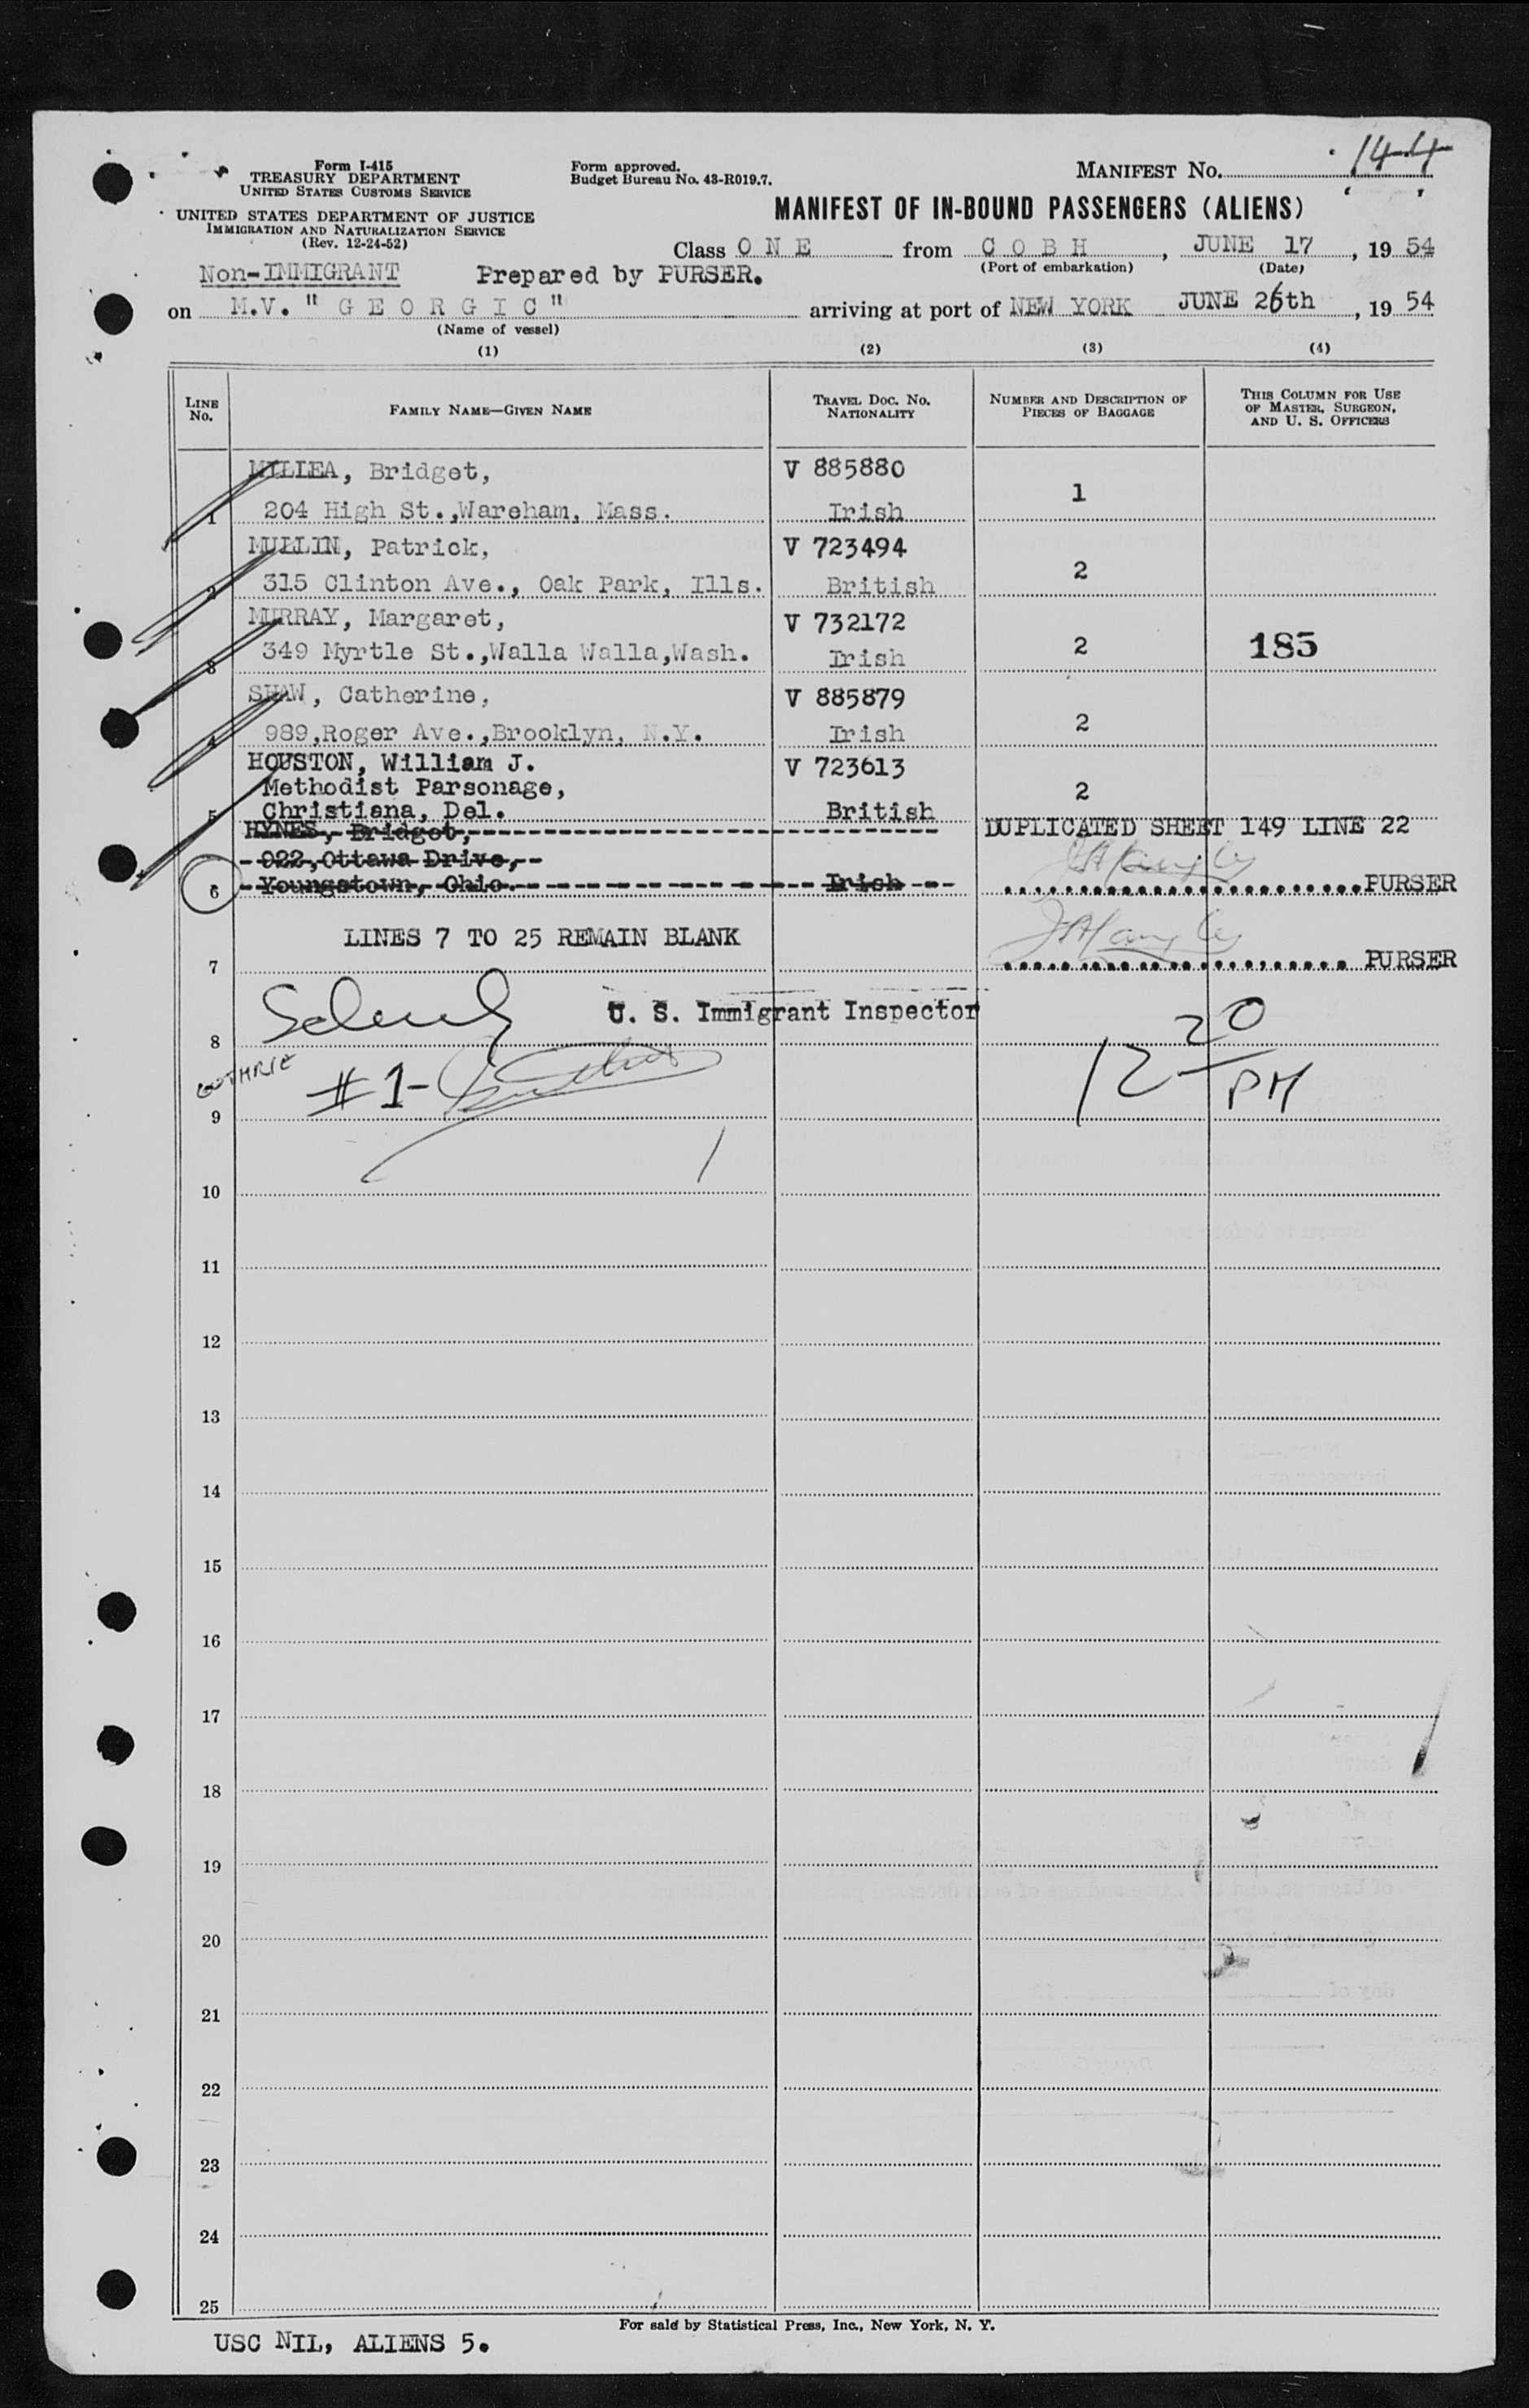 144
Form I-415
TREASURY DEPARTMENT
UNITED STATES CUSTOMS SERVICE
UNITED STATES DEPARTMENT OF JUSTICE
IMMIGRATION AND NATURALIZATION SERVICE
(Rev. 12-24-52)
Form approved.
Budget Bureau No. 43-R019.7.
MANIFEST No.
MANIFEST OF IN-BOUND PASSENGERS (ALIENS)
Class O N E from C O B H, JUNE 17, 19 54
(Port of embarkation) (Date)
Non-IMMIGRANT Prepared by PURSER.
on M.V. " G E O R G I C " arriving at port of NEW YORK JUNE 26th, 19 54
(Name of vessel)
(1) (2) (3) (4)
LINE No.
FAMILY NAME—GIVEN NAME
TRAVEL DOC. NO. NATIONALITY
NUMBER AND DESCRIPTION OF PIECES OF BAGGAGE
THIS COLUMN FOR USE OF MASTER, SURGEON, AND U. S. OFFICERS
MILLEA, Bridget, V 885880
1 204 High St.,Wareham, Mass. Irish 1
MULLIN, Patrick, V 723494
2 315 Clinton Ave., Oak Park, Ills. British 2
MURRAY, Margaret, V 732172
3 349 Myrtle St.,Walla Walla,Wash. Irish 2 185
SHAW, Catherine, V 885879
4 989,Roger Ave.,Brooklyn, N.Y. Irish 2
HOUSTON, William J. V 723613
Methodist Parsonage, 2
5 Christiana, Del. British
HYNES, Bridget, DUPLICATED SHEET 149 LINE 22
922,Ottawa Drive,
6 Youngstown, Ohio. Irish PURSER
LINES 7 TO 25 REMAIN BLANK
7 PURSER
U. S. Immigrant Inspector
8
GUTHRIE #1- 12 20 PM
9
10
11
12
13
14
15
16
17
18
19
20
21
22
23
24
25
For sale by Statistical Press, Inc., New York, N. Y.
USC NIL, ALIENS 5.